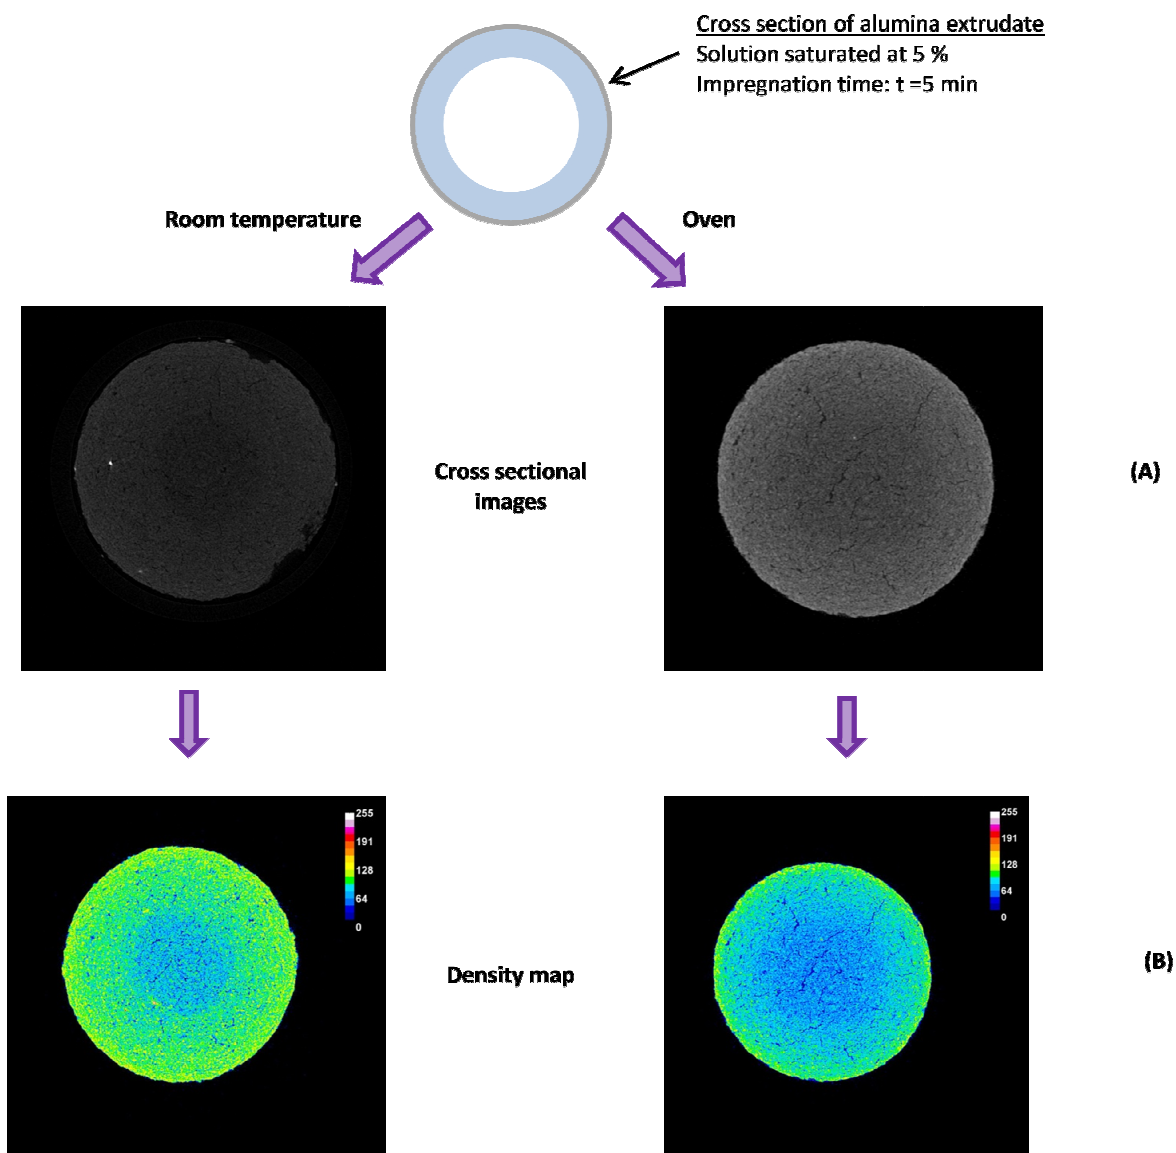 Cross section of alumina extrudate
Solution saturated at 5 %
Impregnation time: t =5 min
Room temperature
Oven
Cross sectional
images
(A)
255
191
128
64
0
255
191
128
64
0
Density map
(B)